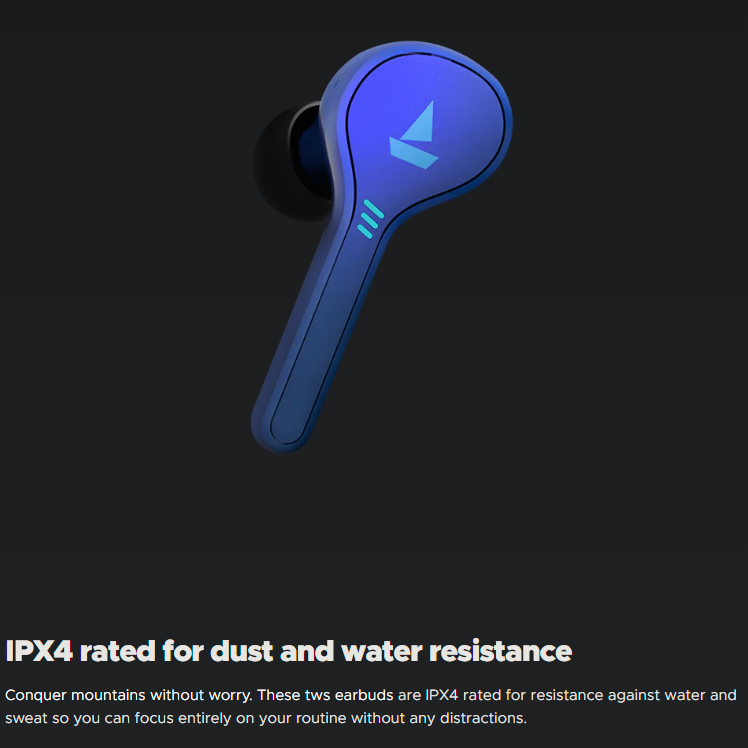 IPX4 rated for dust and water resistance
Conquer mountains without worry. These tws earbuds are IPX4 rated for resistance against water and
sweat so you can focus entirely on your routine without any distractions.